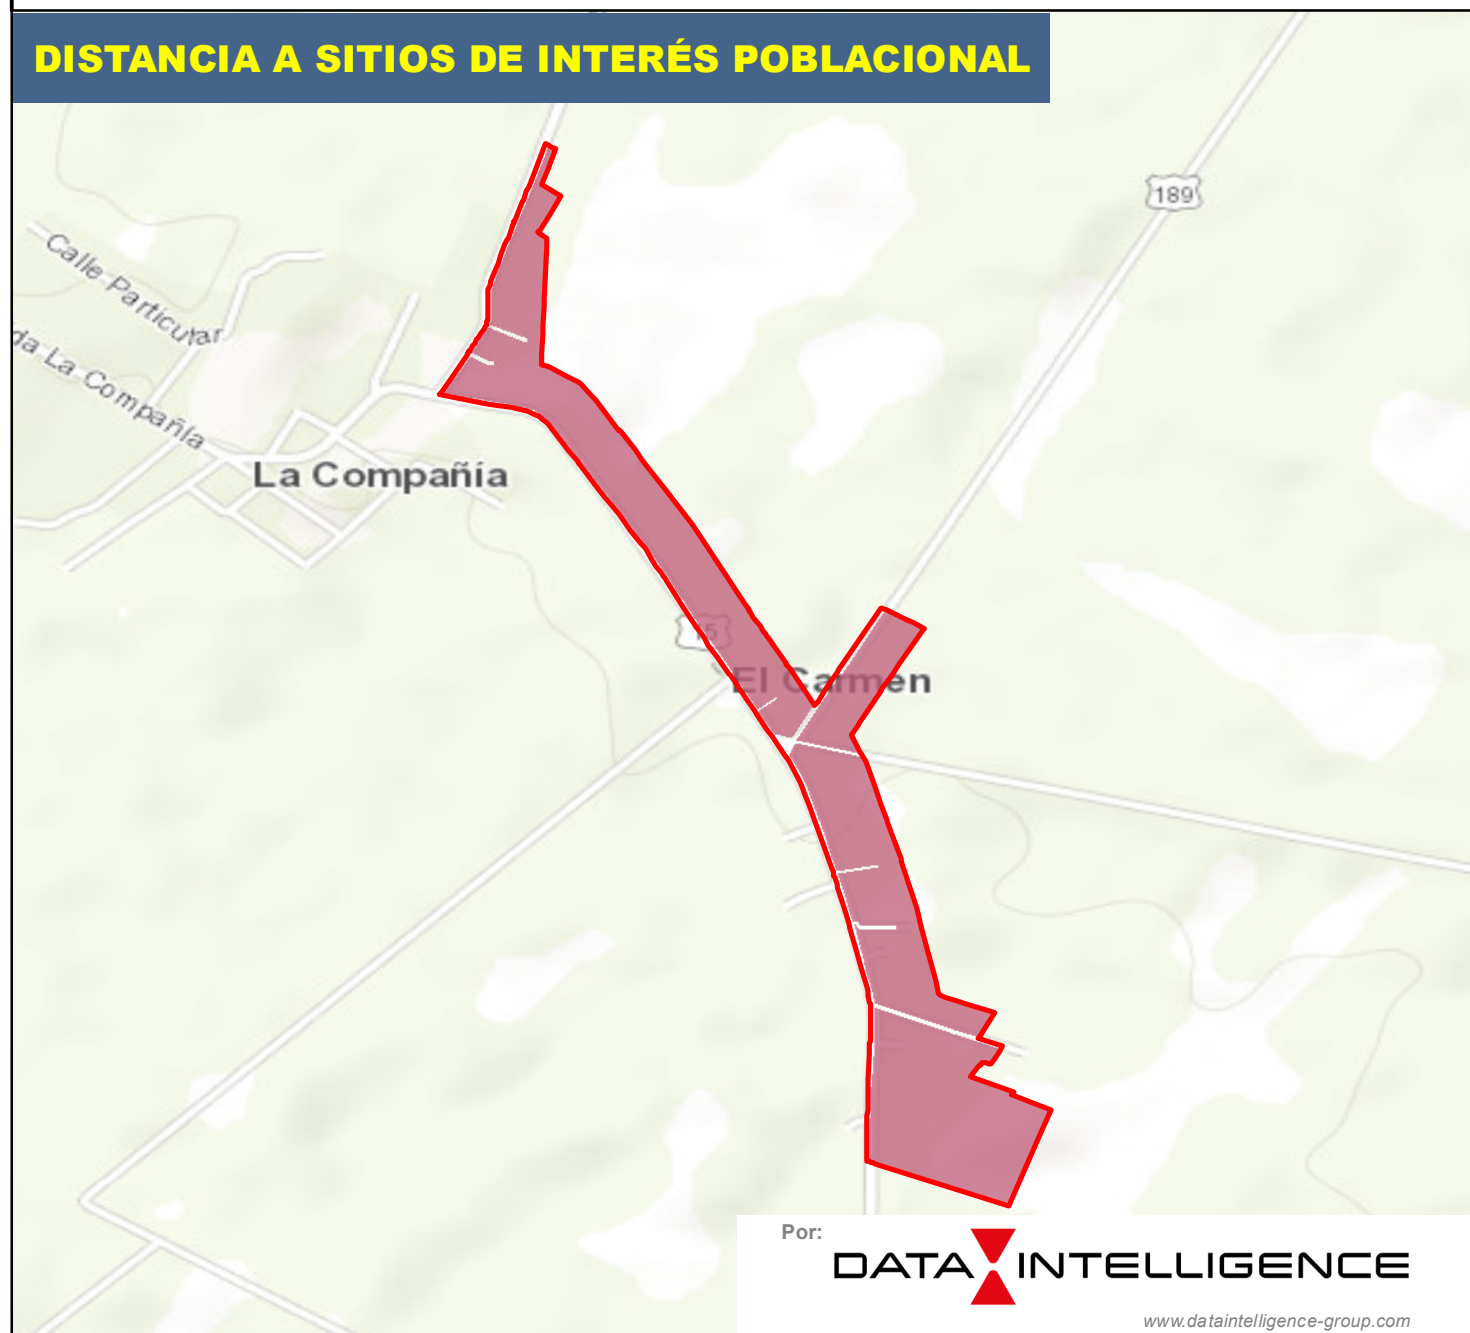 DISTANCIA A SITIOS DE INTERÉS POBLACIONAL
189
Calle Particular
da La Compañía
La Compañía
15
El Carmen
Por:
DATA INTELLIGENCE
www.dataintelligence-group.com